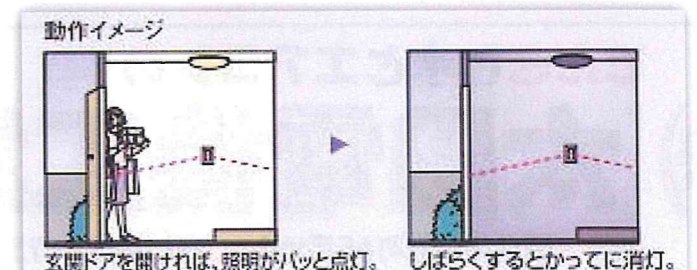 動作イメージ
玄関ドアを開ければ、照明がパッと点灯。
しばらくするとかってに消灯。